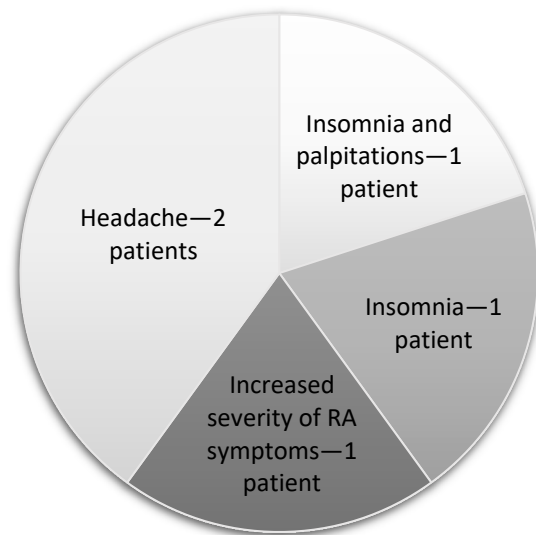 Insomnia and
palpitations—1
patient
Headache—2
patients
Insomnia—1
patient
Increased
severity of RA
symptoms—1
patient